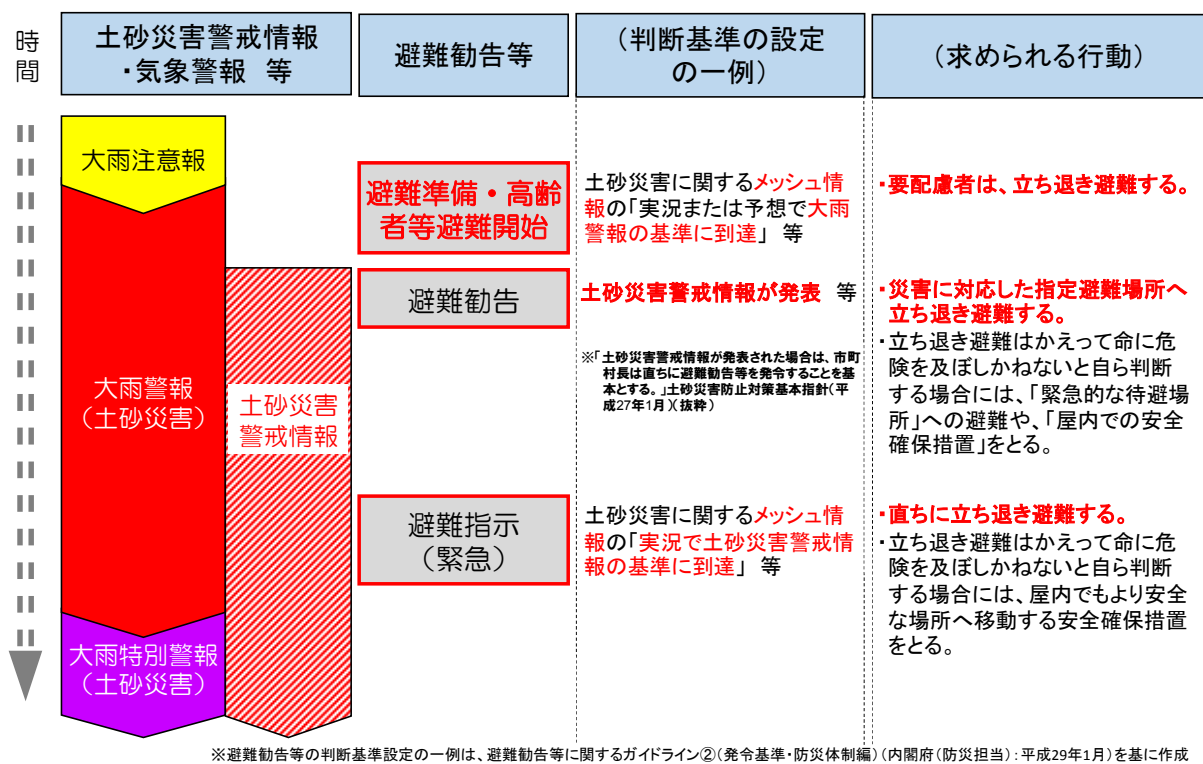 時
間
土砂災害警戒情報
・気象警報 等
避難勧告等
(判断基準の設定
の一例)
(求められる行動)
大雨注意報
避難準備・高齢
者等避難開始
土砂災害に関するメッシュ情
報の「実況または予想で大雨
警報の基準に到達」 等
・要配慮者は、立ち退き避難する。
避難勧告
土砂災害警戒情報が発表 等
※「土砂災害警戒情報が発表された場合は、市町
村長は直ちに避難勧告等を発令することを基
本とする。」土砂災害防止対策基本指針(平
成27年1月)(抜粋)
・災害に対応した指定避難場所へ
立ち退き避難する。
・立ち退き避難はかえって命に危
険を及ぼしかねないと自ら判断
する場合には、「緊急的な待避場
所」への避難や、「屋内での安全
確保措置」をとる。
大雨警報
(土砂災害)
土砂災害
警戒情報
避難指示
(緊急)
土砂災害に関するメッシュ情
報の「実況で土砂災害警戒情
報の基準に到達」 等
・直ちに立ち退き避難する。
・立ち退き避難はかえって命に危
険を及ぼしかねないと自ら判断
する場合には、屋内でもより安全
な場所へ移動する安全確保措置
をとる。
大雨特別警報
(土砂災害)
※避難勧告等の判断基準設定の一例は、避難勧告等に関するガイドライン②(発令基準・防災体制編)(内閣府(防災担当):平成29年1月)を基に作成